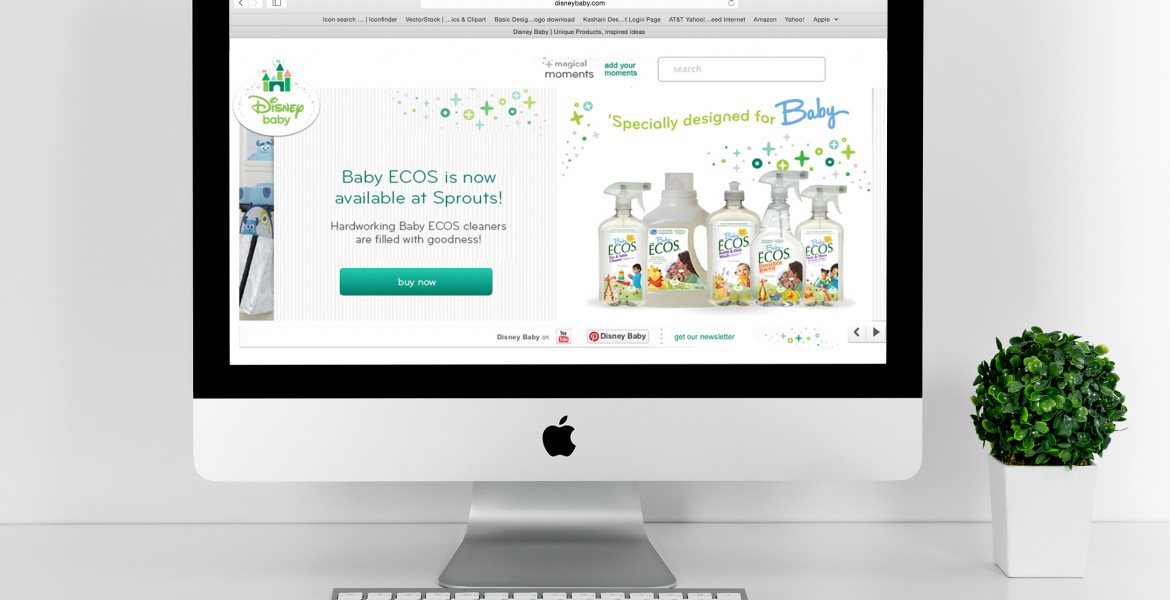 disneybaby.com
Icon search ... | Iconfinder VectorStock | ...ics & Clipart Basic Desig...ogo download Kashani Des...t Login Page AT&T Yahoo!...eed Internet Amazon Yahoo! Apple
Disney Baby | Unique Products, Inspired Ideas
magical
moments
add your
moments
search
Disney
baby
'Specially designed for Baby
Baby ECOS is now
available at Sprouts!
Hardworking Baby ECOS cleaners
are filled with goodness!
buy now
Baby
ECOS
Baby
ECOS
Baby
ECOS
Baby
ECOS
Baby
ECOS
Disney Baby on
You
Tube
Disney Baby
get our newsletter